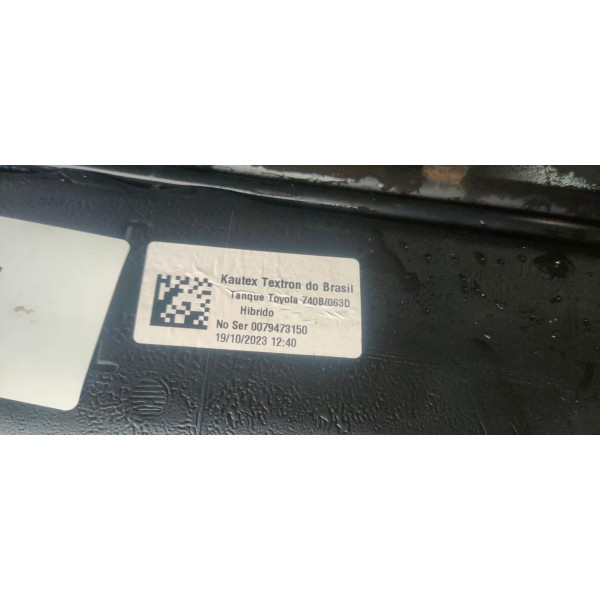 Kautex Textron do Brasil
Tanque Toyota 740B/063D
Hibrido
No Ser 0079473150
19/10/2023 12:40